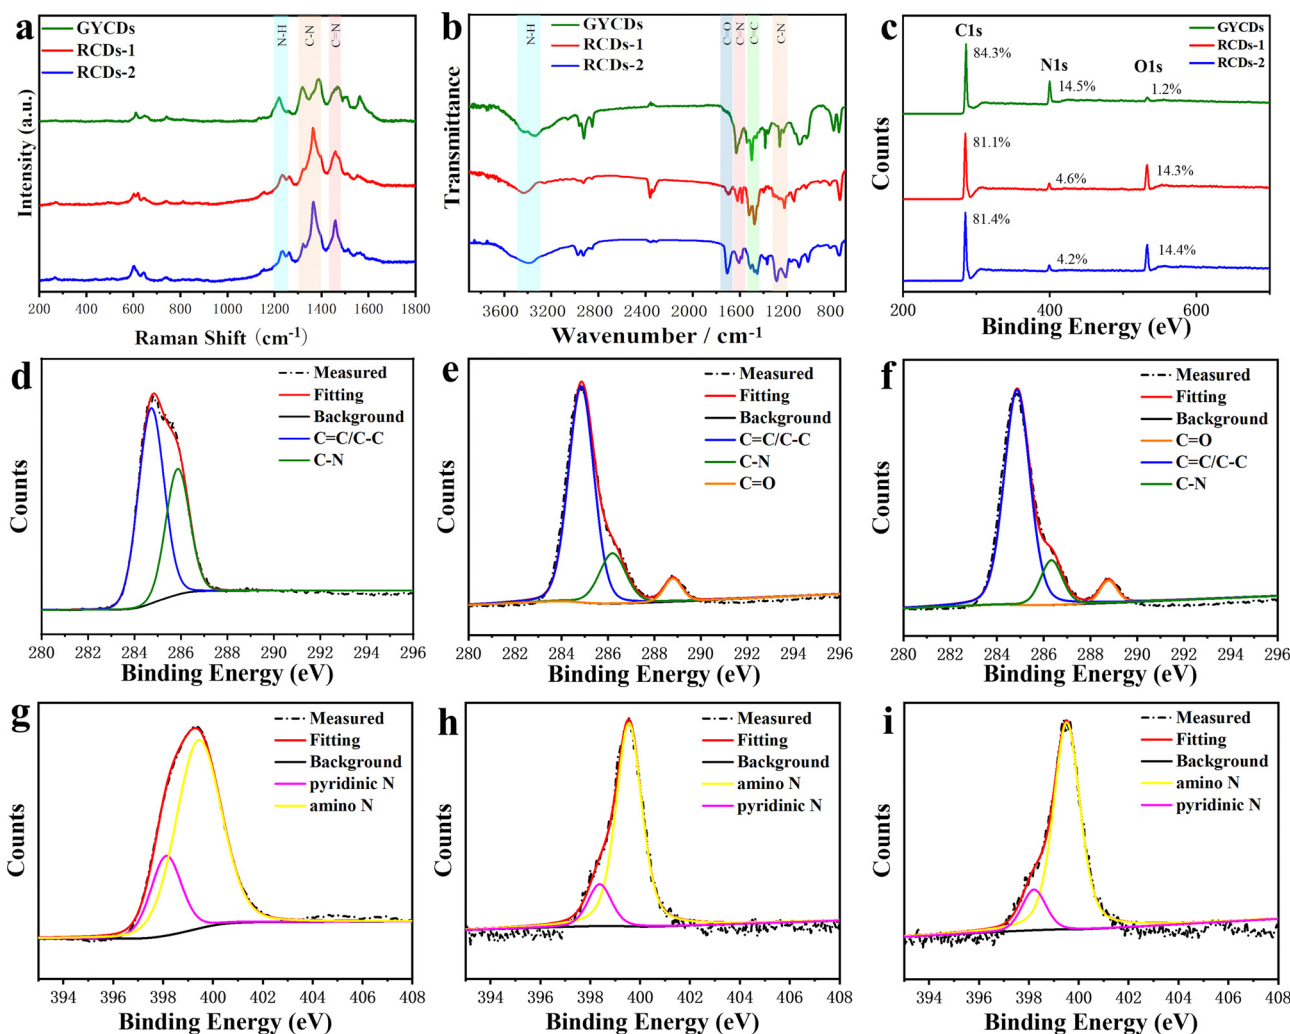 a
GYCDs
RCDs-1
RCDs-2
N-H
C-N
C=N
Intensity (a.u.)
200 400 600 800 1000 1200 1400 1600 1800
Raman Shift (cm-1)
b
GYCDs
RCDs-1
RCDs-2
N-H
C=O
C=N
C=C
C-N
Transmittance
3600 3200 2800 2400 2000 1600 1200 800
Wavenumber / cm-1
c
GYCDs
RCDs-1
RCDs-2
C1s
N1s
O1s
84.3%
14.5%
1.2%
81.1%
4.6%
14.3%
81.4%
4.2%
14.4%
Counts
200 400 600
Binding Energy (eV)
d
Measured
Fitting
Background
C=C/C-C
C-N
Counts
280 282 284 286 288 290 292 294 296
Binding Energy (eV)
e
Measured
Fitting
Background
C=C/C-C
C-N
C=O
Counts
280 282 284 286 288 290 292 294 296
Binding Energy (eV)
f
Measured
Fitting
Background
C=O
C=C/C-C
C-N
Counts
280 282 284 286 288 290 292 294 296
Binding Energy (eV)
g
Measured
Fitting
Background
pyridinic N
amino N
Counts
394 396 398 400 402 404 406 408
Binding Energy (eV)
h
Measured
Fitting
Background
amino N
pyridinic N
Counts
394 396 398 400 402 404 406 408
Binding Energy (eV)
i
Measured
Fitting
Background
amino N
pyridinic N
Counts
394 396 398 400 402 404 406 408
Binding Energy (eV)